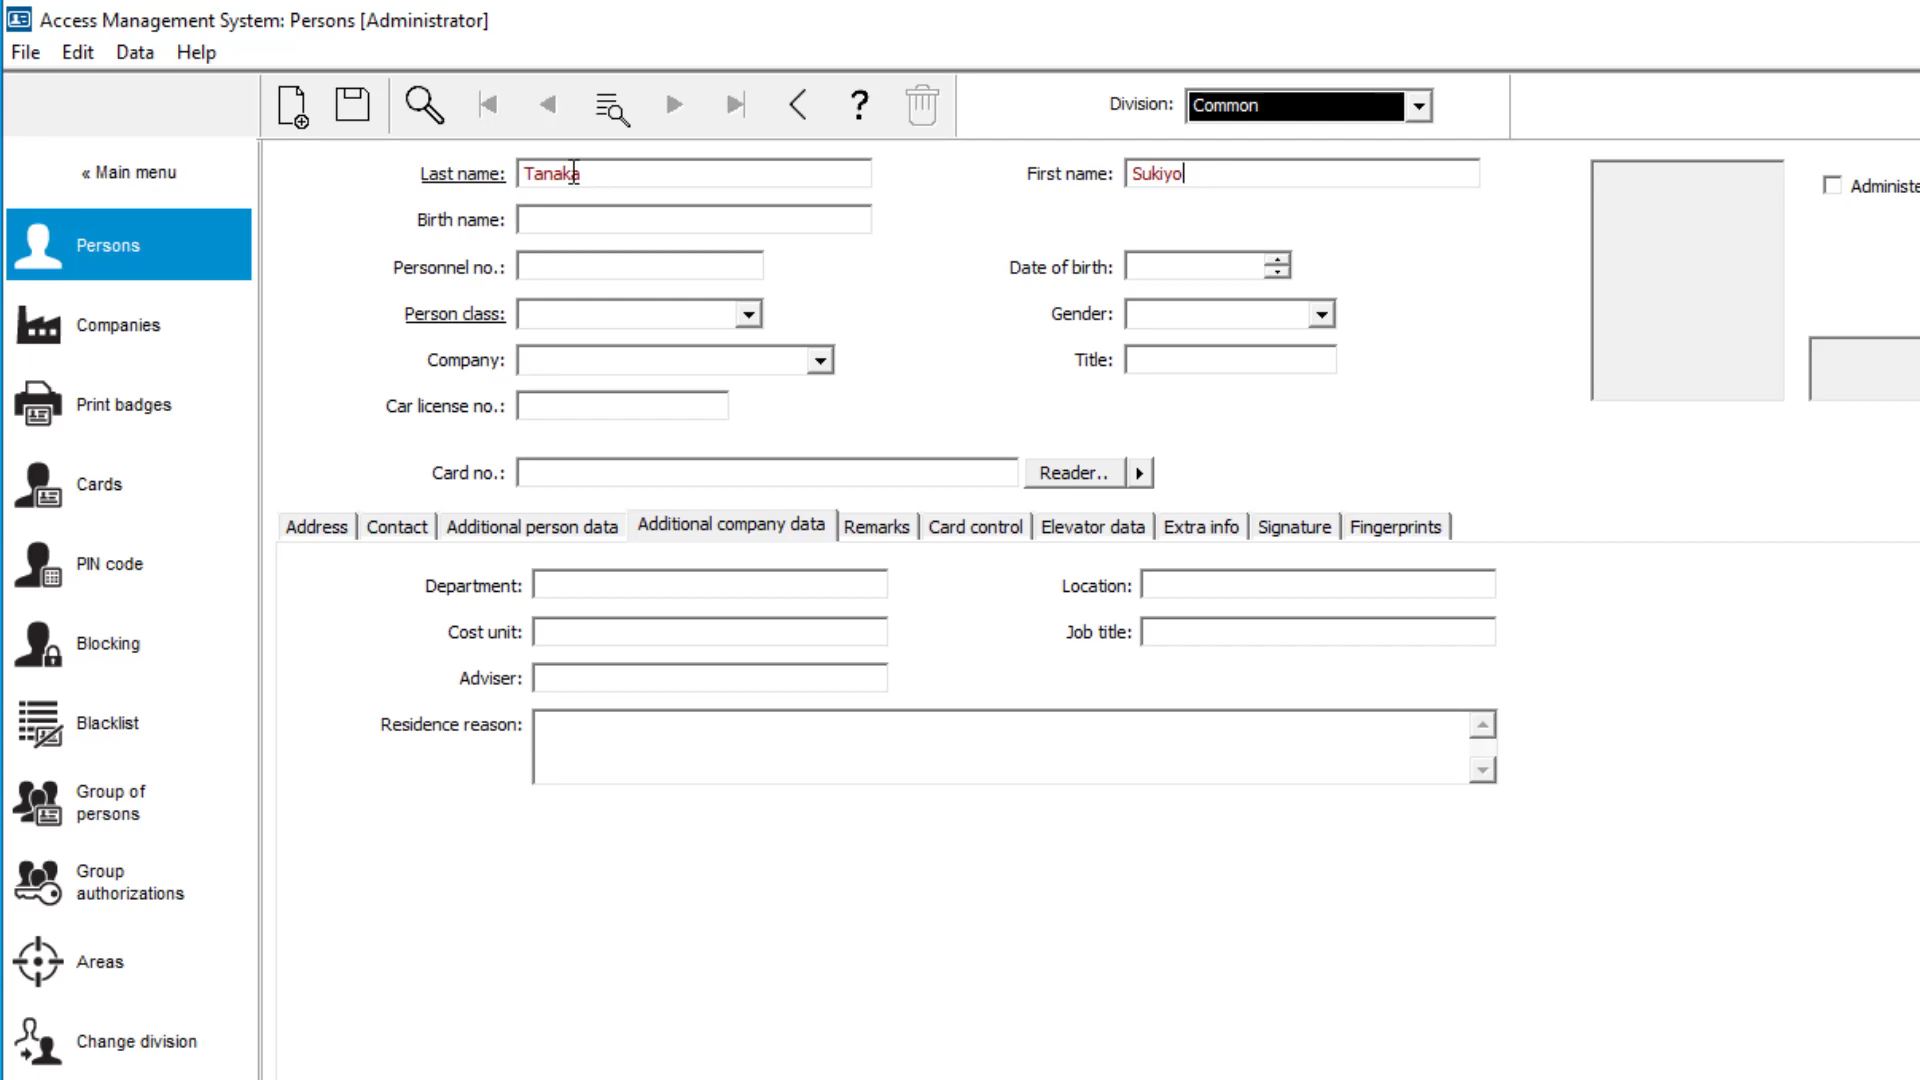 Access Management System: Persons [Administrator]
File Edit Data Help
Division: Common
« Main menu
Persons
Companies
Print badges
Cards
PIN code
Blocking
Blacklist
Group of
persons
Group
authorizations
Areas
Change division
Last name: Tanaka First name: Sukiyo
Administe
Birth name:
Personnel no.: Date of birth:
Person class: Gender:
Company: Title:
Car license no.:
Card no.: Reader..
Address Contact Additional person data Additional company data Remarks Card control Elevator data Extra info Signature Fingerprints
Department: Location:
Cost unit: Job title:
Adviser:
Residence reason: